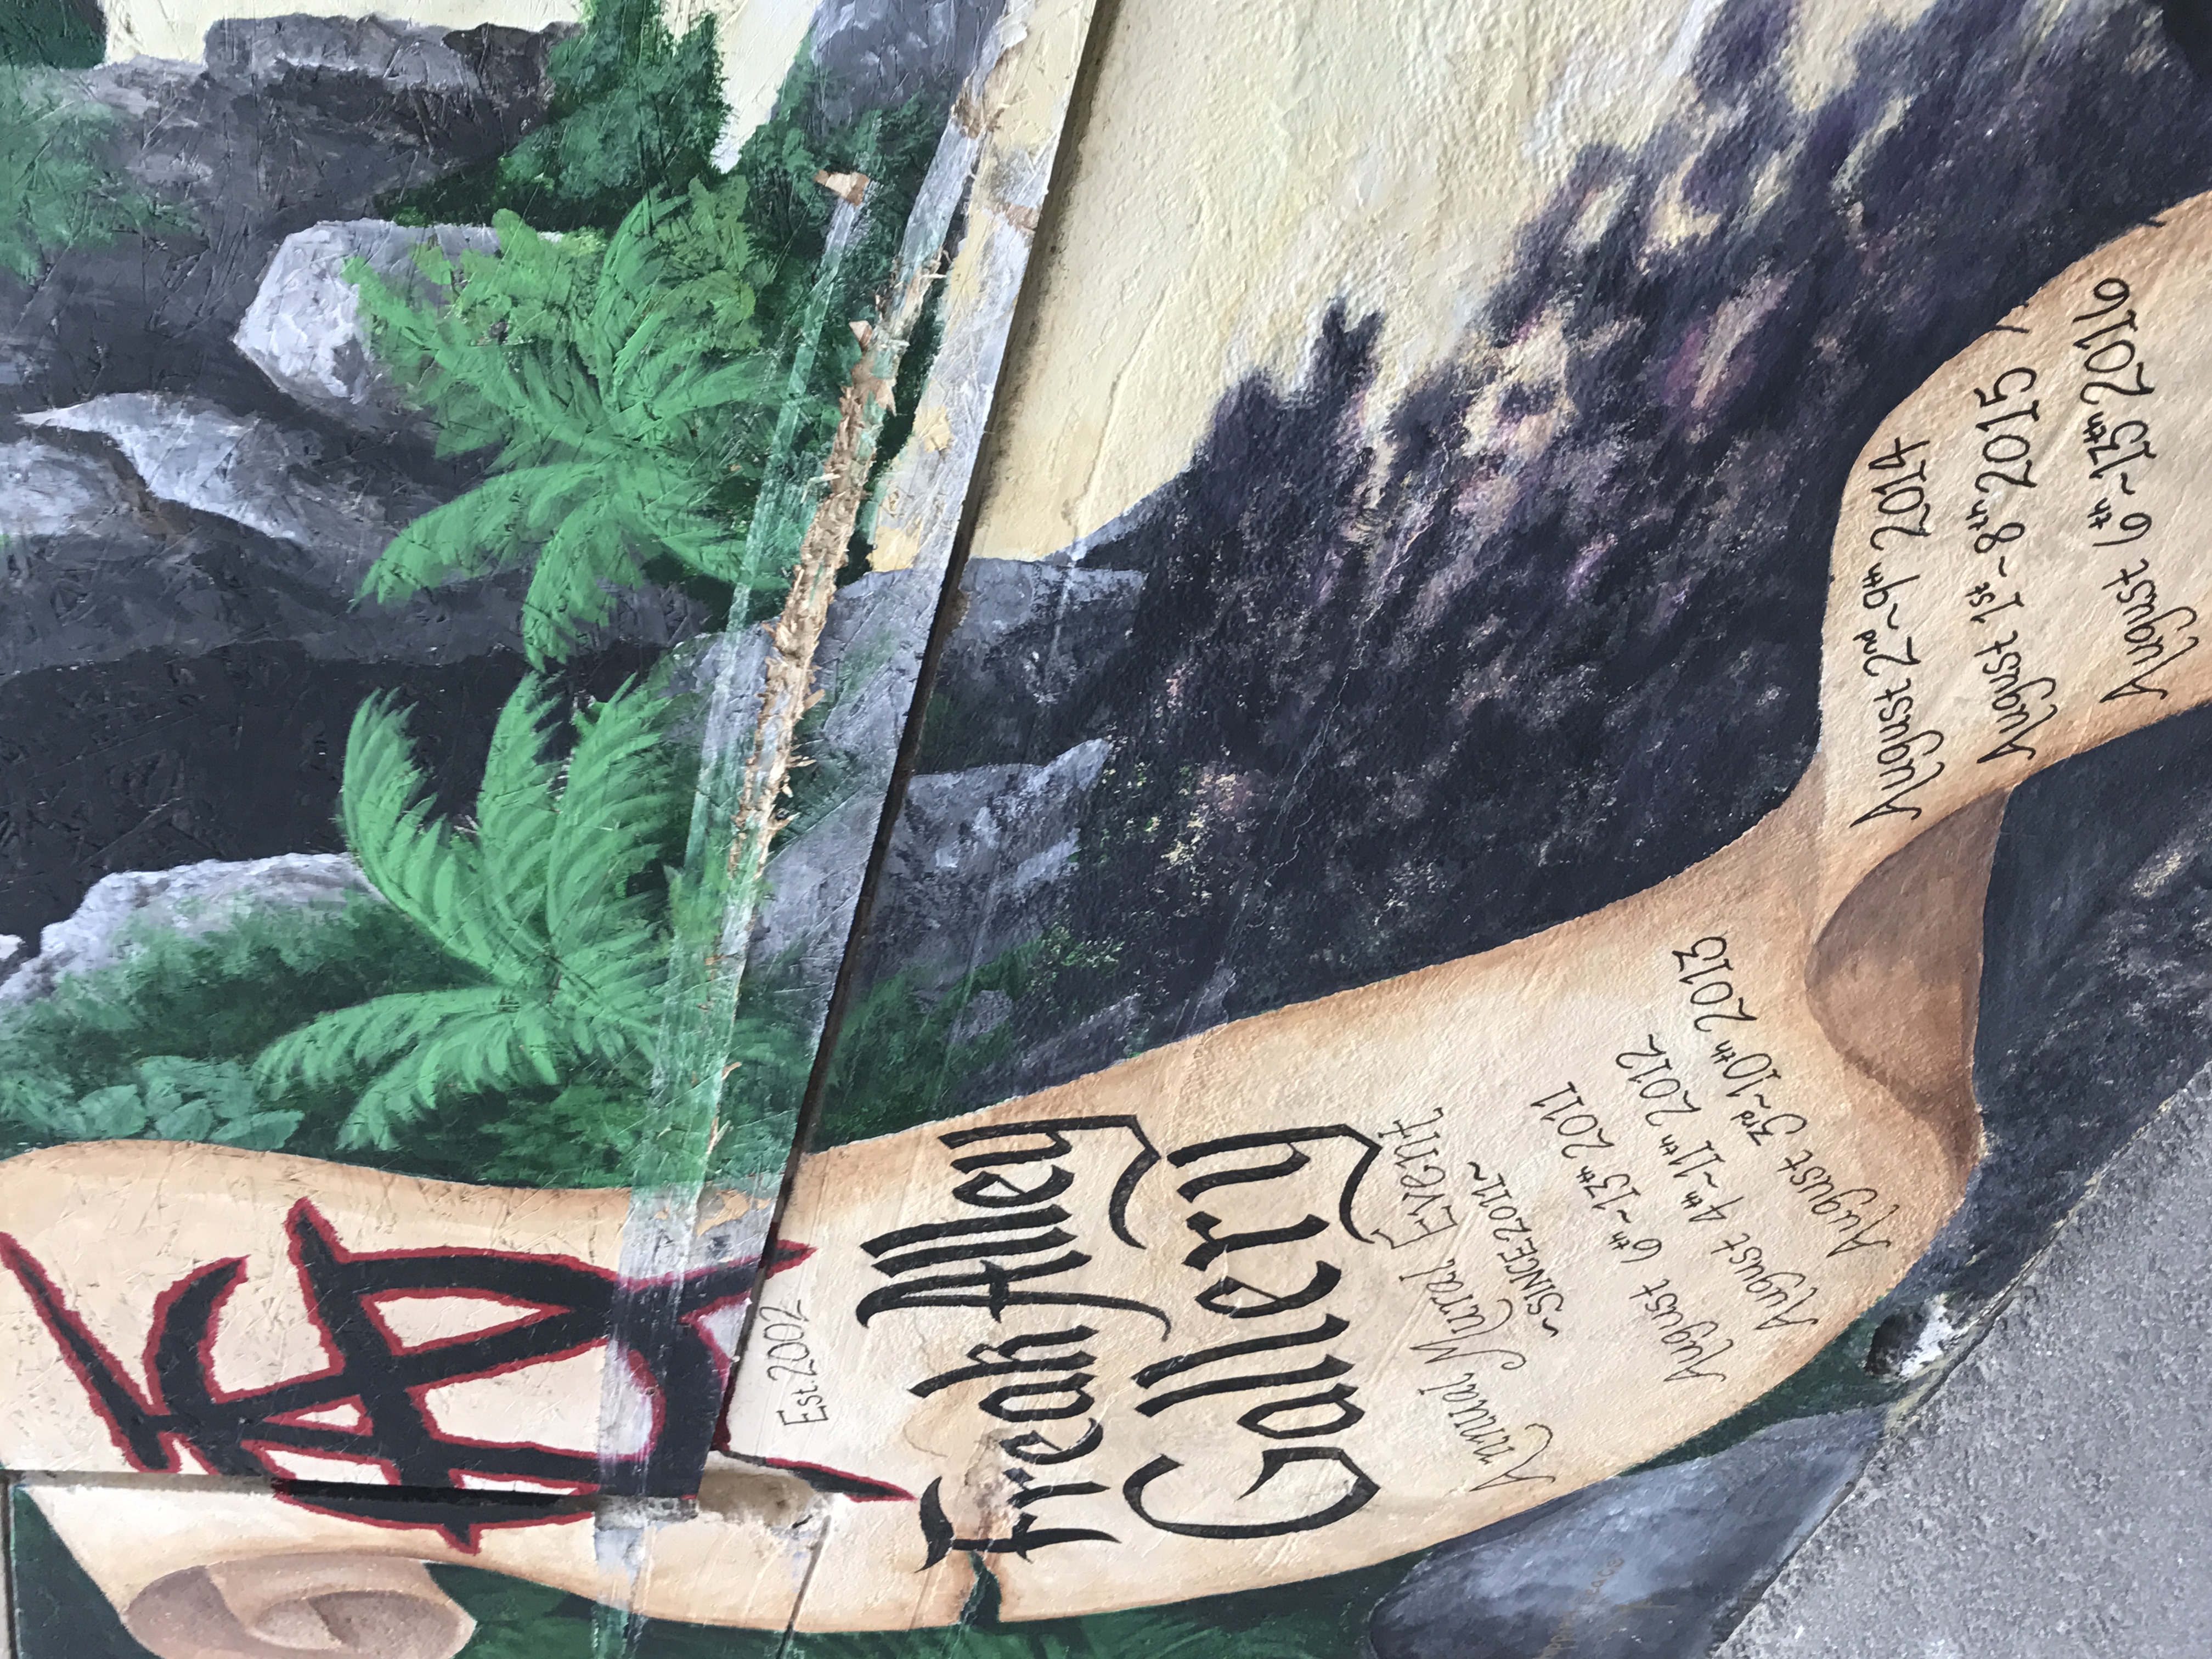 Est. 2002
Freak Alley
Gallery
Annual Mural Event
~SINCE 2011~
August 6th~13th 2011
August 4th~11th 2012
August 3rd~10th 2013
August 2nd~9th 2014
August 1st~8th 2015
August 6th~13th 2016